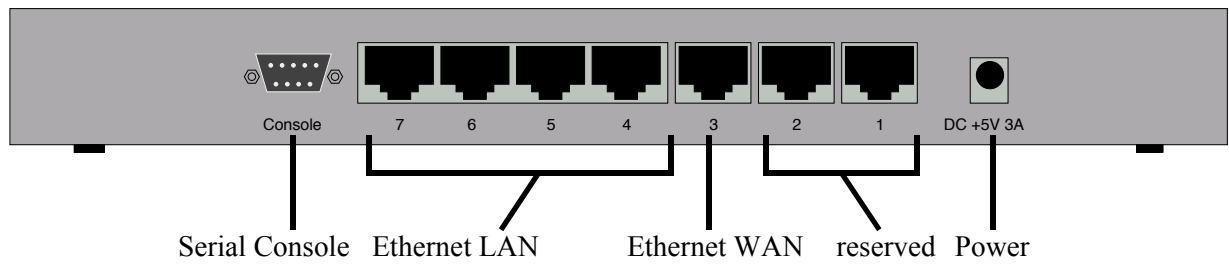 Console 7 6 5 4 3 2 1 DC +5V 3A
Serial Console Ethernet LAN Ethernet WAN reserved Power